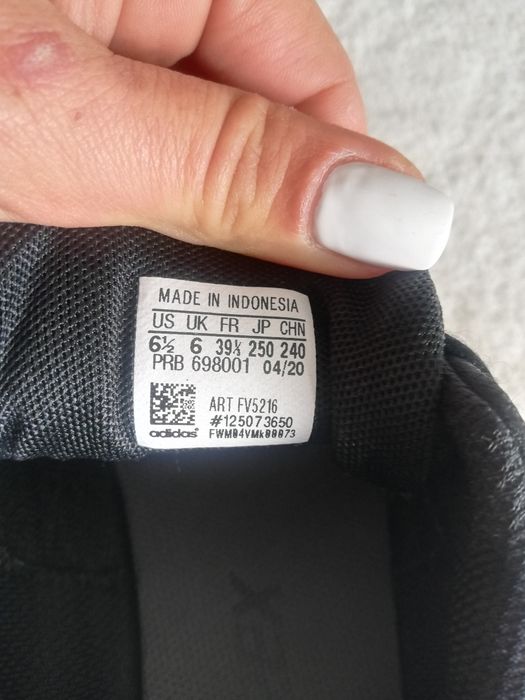 MADE IN INDONESIA
US UK FR JP CHN
6½ 6 39⅓ 250 240
PRB 698001 04/20
ART FV5216
#125073650
adidas